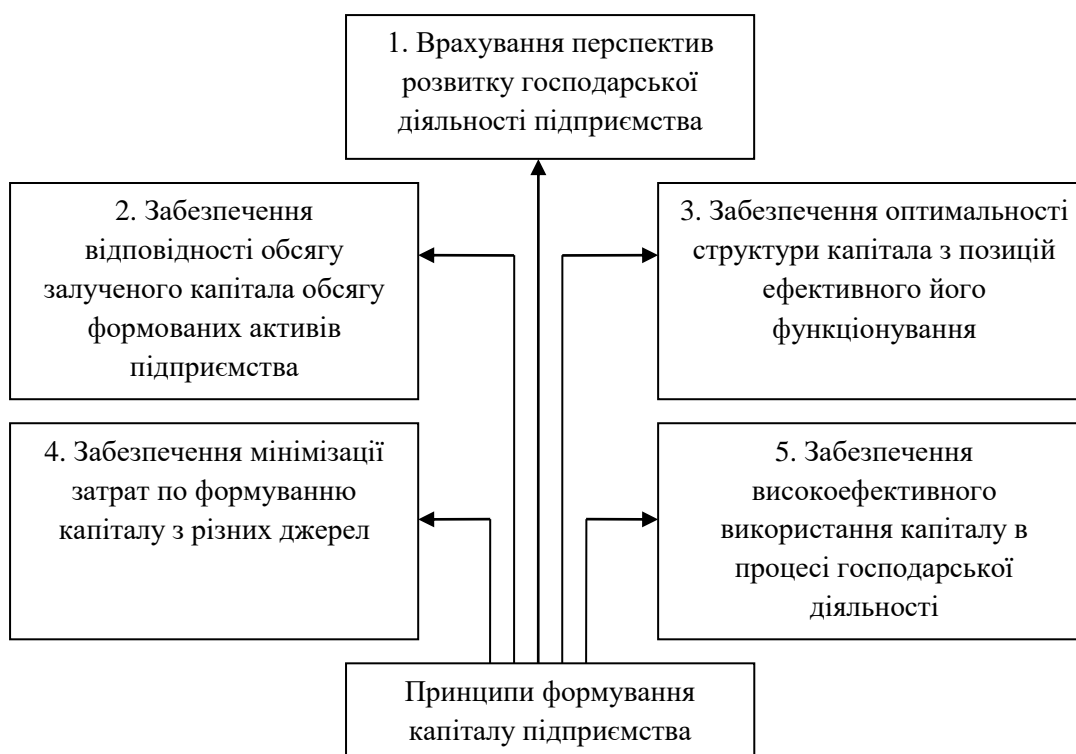 1. Врахування перспектив
розвитку господарської
діяльності підприємства
2. Забезпечення
відповідності обсягу
залученого капітала обсягу
формованих активів
підприємства
3. Забезпечення оптимальності
структури капітала з позицій
ефективного його
функціонування
4. Забезпечення мінімізації
затрат по формуванню
капіталу з різних джерел
5. Забезпечення
високоефективного
використання капіталу в
процесі господарської
діяльності
Принципи формування
капіталу підприємства